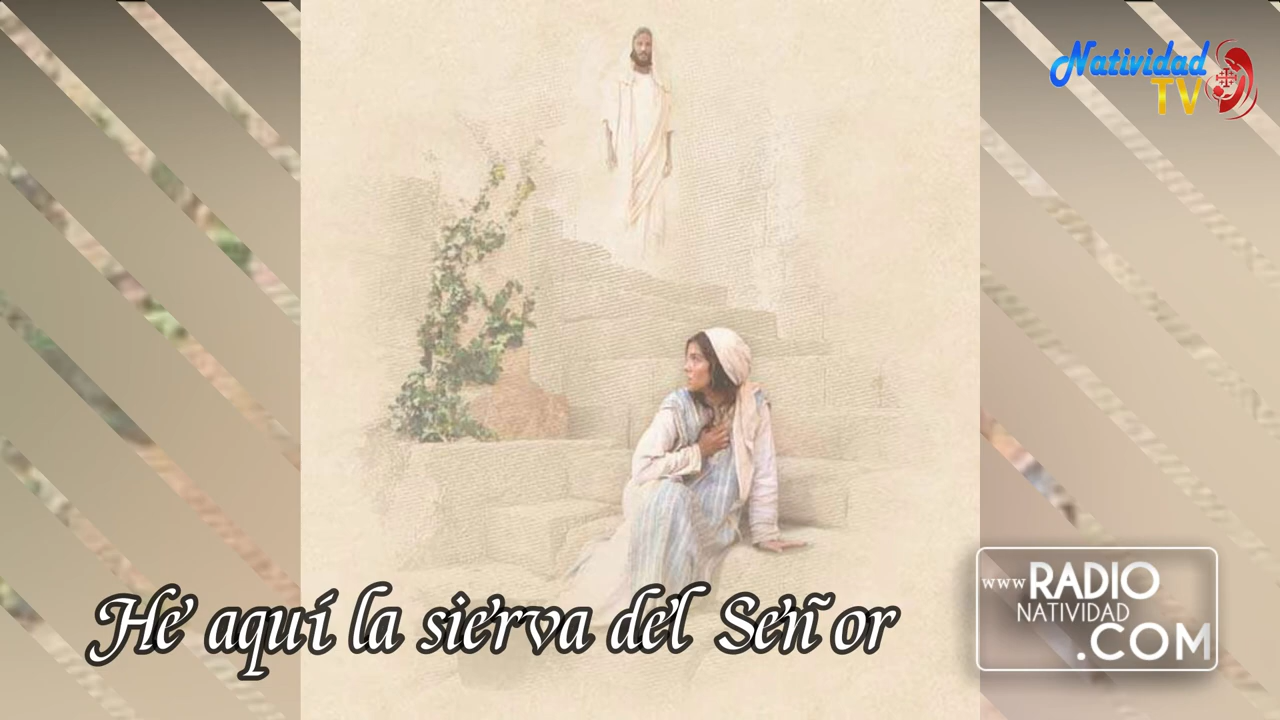 Natividad
TV
He aquí la sierva del Señor
www RADIO
NATIVIDAD
.COM